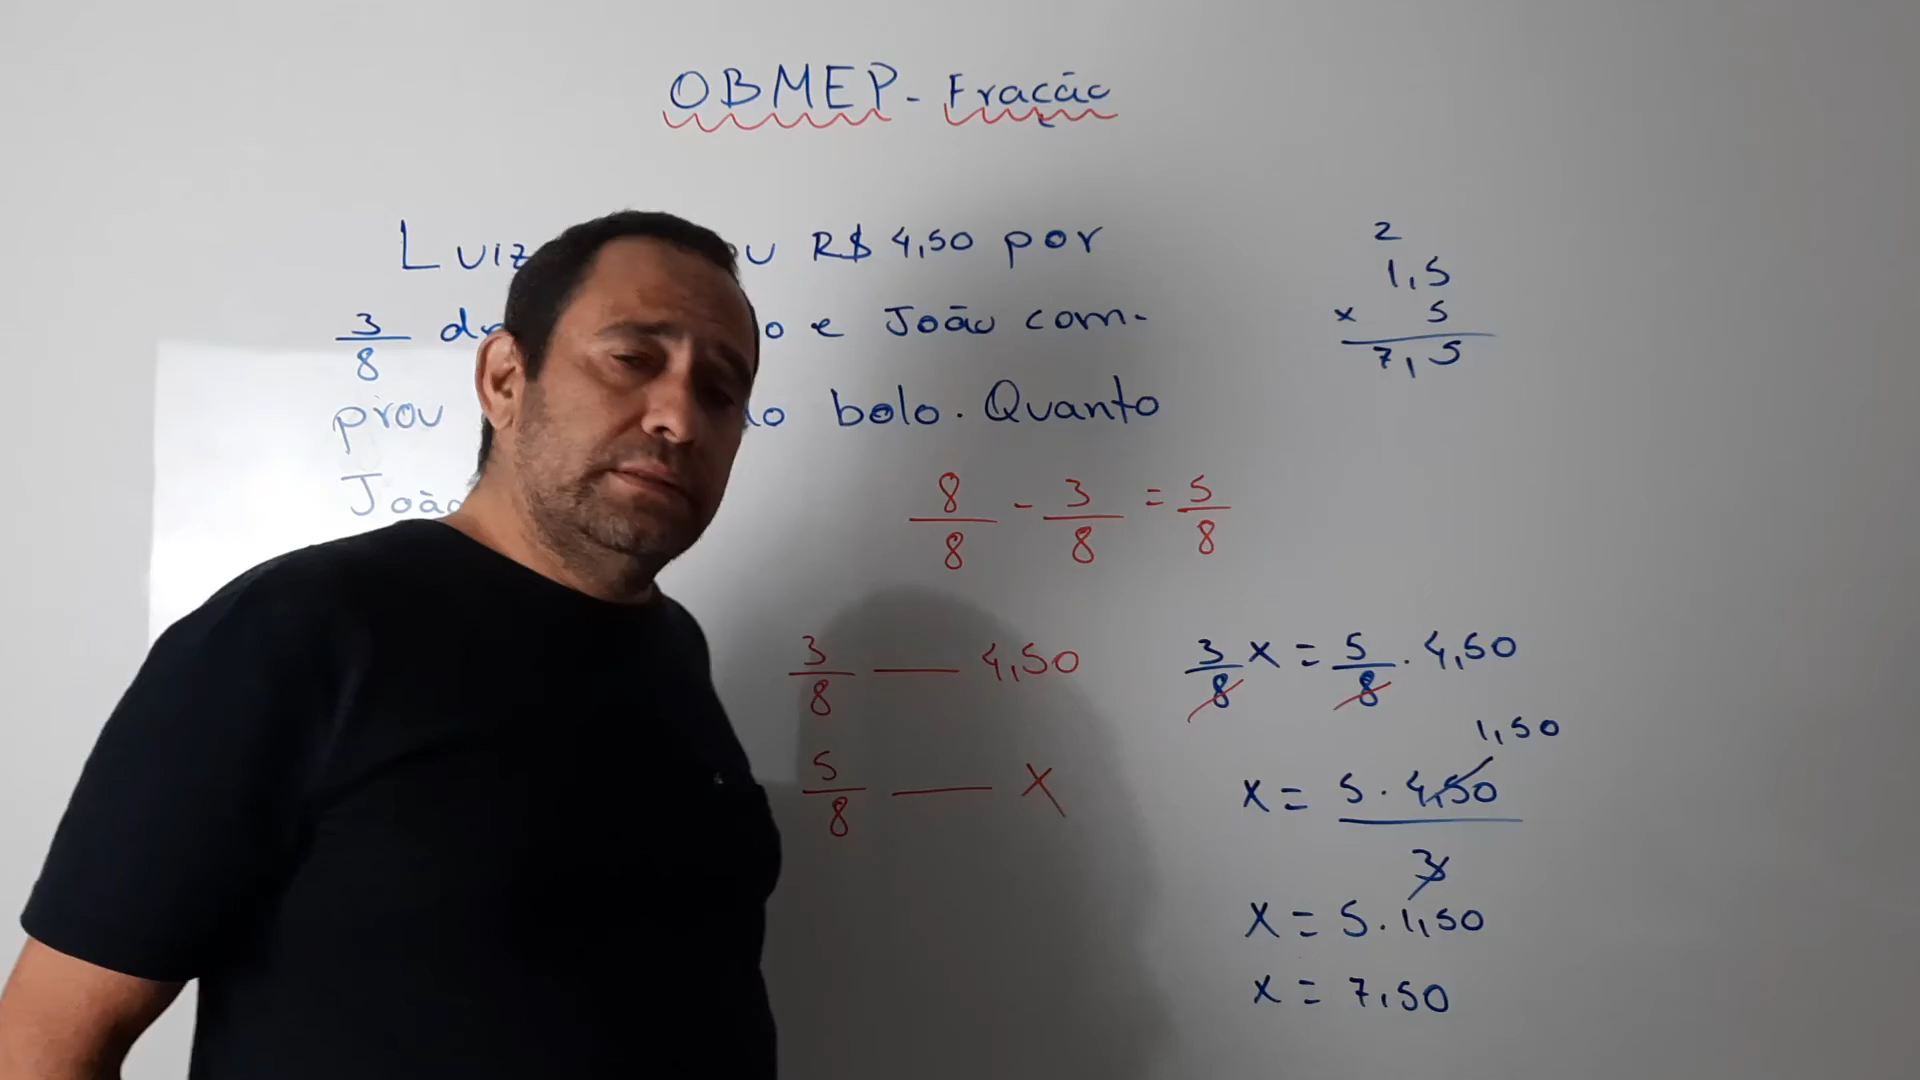 OBMEP - Fração
R$ 4,50 por
3/8 e João com-
prou bolo. Quanto
João
2
1,5
x 5
7,5
8/8 - 3/8 = 5/8
3/8 — 4,50
5/8 — X
3/8 x = 5/8 . 4,50
1,50
x = 5 . 4,50 / 3
x = 5 . 1,50
x = 7,50